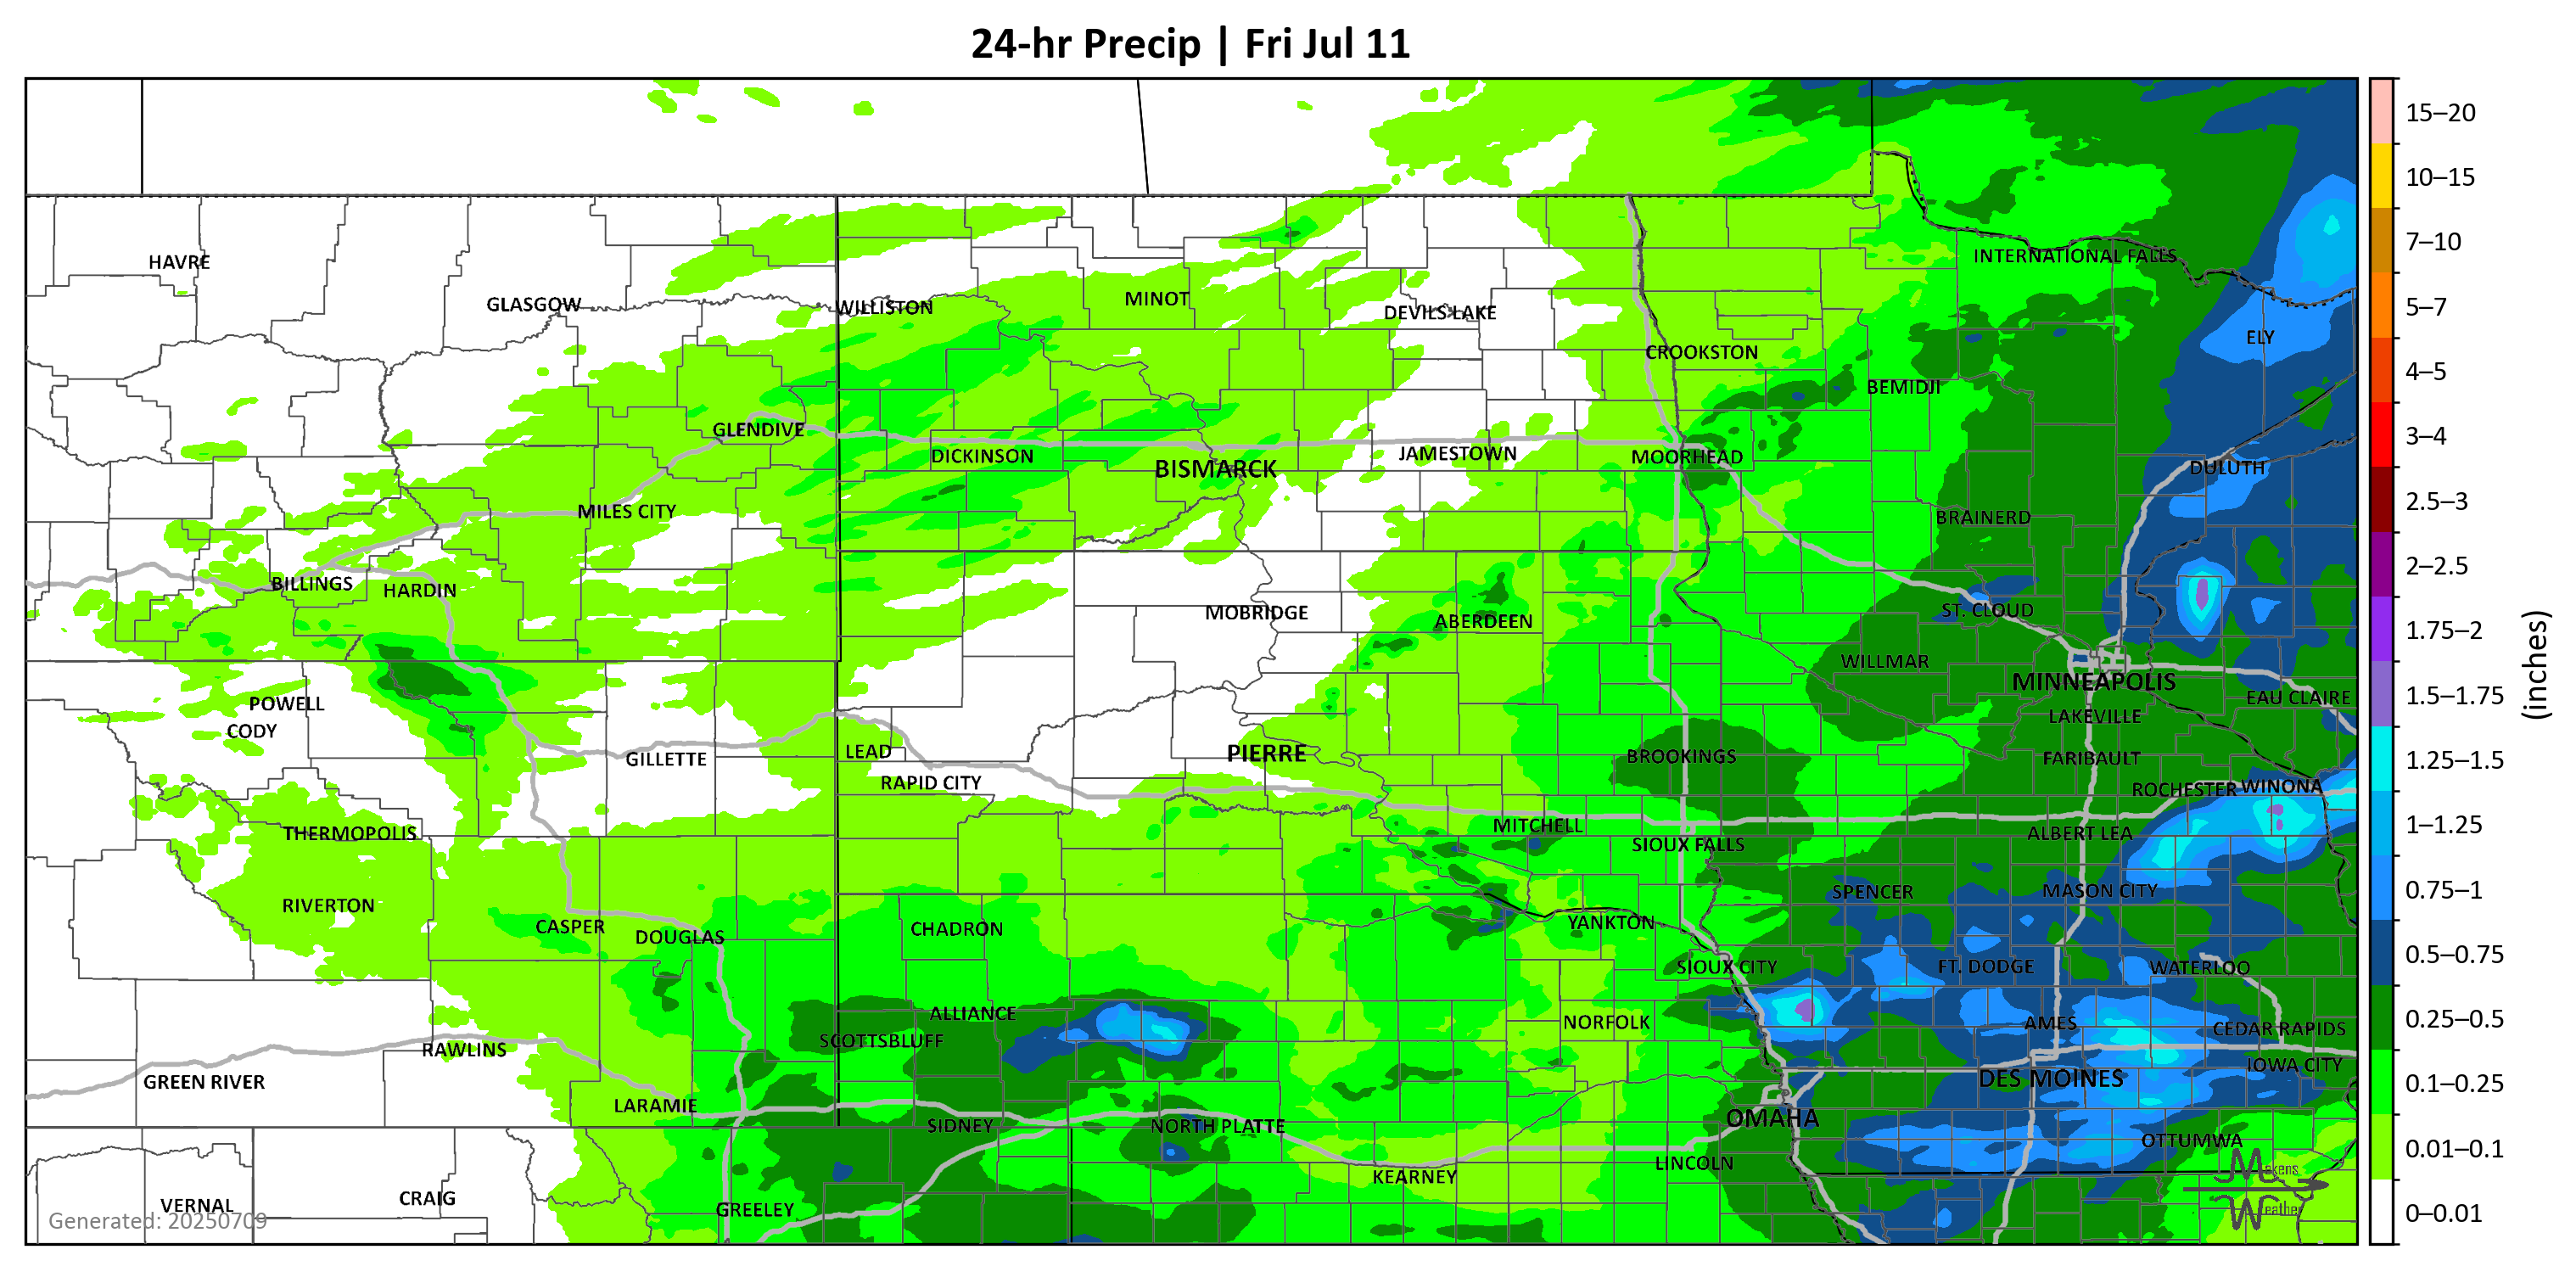 24-hr Precip | Fri Jul 11
15–20
10–15
7–10
5–7
4–5
3–4
2.5–3
2–2.5
1.75–2
1.5–1.75
1.25–1.5
1–1.25
0.75–1
0.5–0.75
0.25–0.5
0.1–0.25
0.01–0.1
0–0.01
(inches)
HAVRE
INTERNATIONAL FALLS
GLASGOW
WILLISTON
MINOT
DEVILS LAKE
ELY
CROOKSTON
BEMIDJI
GLENDIVE
DICKINSON
BISMARCK
JAMESTOWN
MOORHEAD
DULUTH
MILES CITY
BRAINERD
BILLINGS
HARDIN
MOBRIDGE
ABERDEEN
ST. CLOUD
WILLMAR
MINNEAPOLIS
EAU CLAIRE
POWELL
CODY
LAKEVILLE
GILLETTE
LEAD
PIERRE
BROOKINGS
FARIBAULT
RAPID CITY
ROCHESTER
WINONA
THERMOPOLIS
MITCHELL
SIOUX FALLS
ALBERT LEA
RIVERTON
SPENCER
MASON CITY
CASPER
DOUGLAS
CHADRON
YANKTON
SIOUX CITY
FT. DODGE
WATERLOO
ALLIANCE
SCOTTSBLUFF
NORFOLK
AMES
CEDAR RAPIDS
RAWLINS
IOWA CITY
GREEN RIVER
DES MOINES
LARAMIE
SIDNEY
NORTH PLATTE
OMAHA
OTTUMWA
KEARNEY
LINCOLN
VERNAL
CRAIG
GREELEY
Makens
Weather
Generated: 20250709